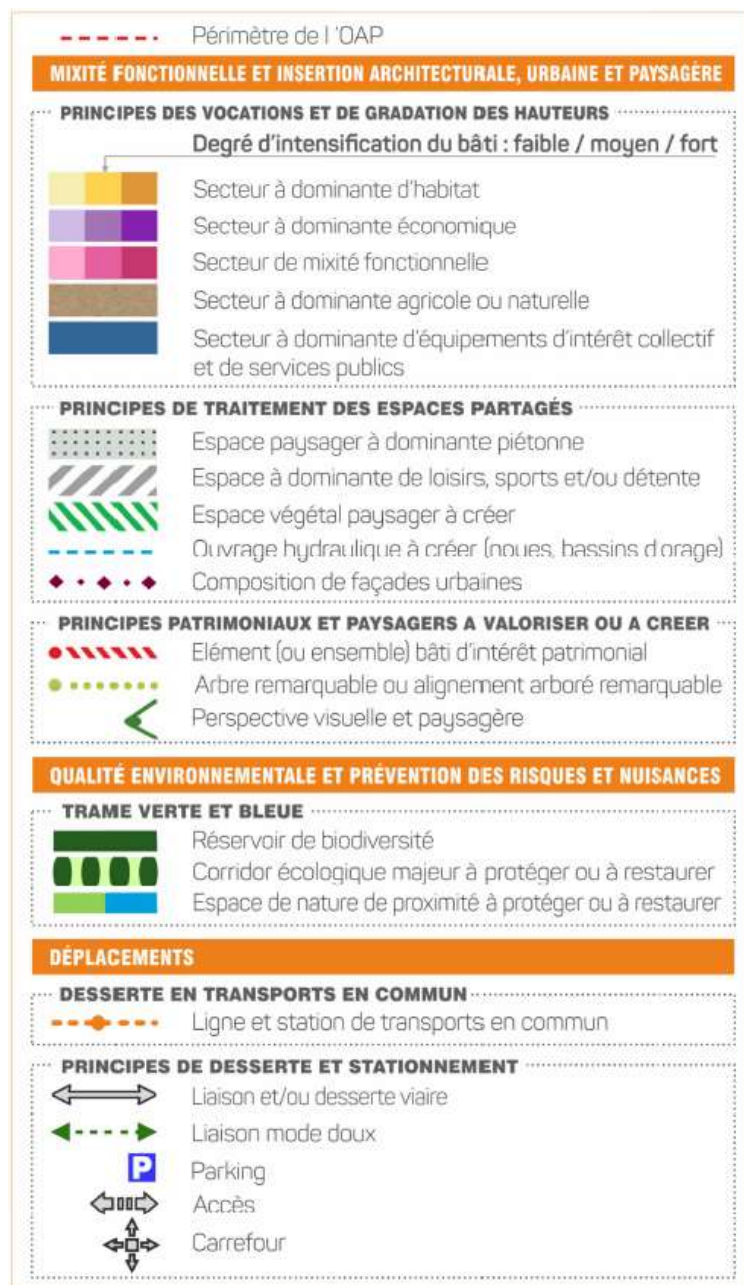 Périmètre de l 'OAP
MIXITÉ FONCTIONNELLE ET INSERTION ARCHITECTURALE, URBAINE ET PAYSAGÈRE
PRINCIPES DES VOCATIONS ET DE GRADATION DES HAUTEURS
Degré d'intensification du bâti : faible / moyen / fort
Secteur à dominante d'habitat
Secteur à dominante économique
Secteur de mixité fonctionnelle
Secteur à dominante agricole ou naturelle
Secteur à dominante d'équipements d'intérêt collectif
et de services publics
PRINCIPES DE TRAITEMENT DES ESPACES PARTAGÉS
Espace paysager à dominante piétonne
Espace à dominante de loisirs, sports et/ou détente
Espace végétal paysager à créer
Ouvrage hydraulique à créer (noues, bassins d'orage)
Composition de façades urbaines
PRINCIPES PATRIMONIAUX ET PAYSAGERS A VALORISER OU A CREER
Elément (ou ensemble) bâti d'intérêt patrimonial
Arbre remarquable ou alignement arboré remarquable
Perspective visuelle et paysagère
QUALITÉ ENVIRONNEMENTALE ET PRÉVENTION DES RISQUES ET NUISANCES
TRAME VERTE ET BLEUE
Réservoir de biodiversité
Corridor écologique majeur à protéger ou à restaurer
Espace de nature de proximité à protéger ou à restaurer
DÉPLACEMENTS
DESSERTE EN TRANSPORTS EN COMMUN
Ligne et station de transports en commun
PRINCIPES DE DESSERTE ET STATIONNEMENT
Liaison et/ou desserte viaire
Liaison mode doux
P Parking
Accès
Carrefour